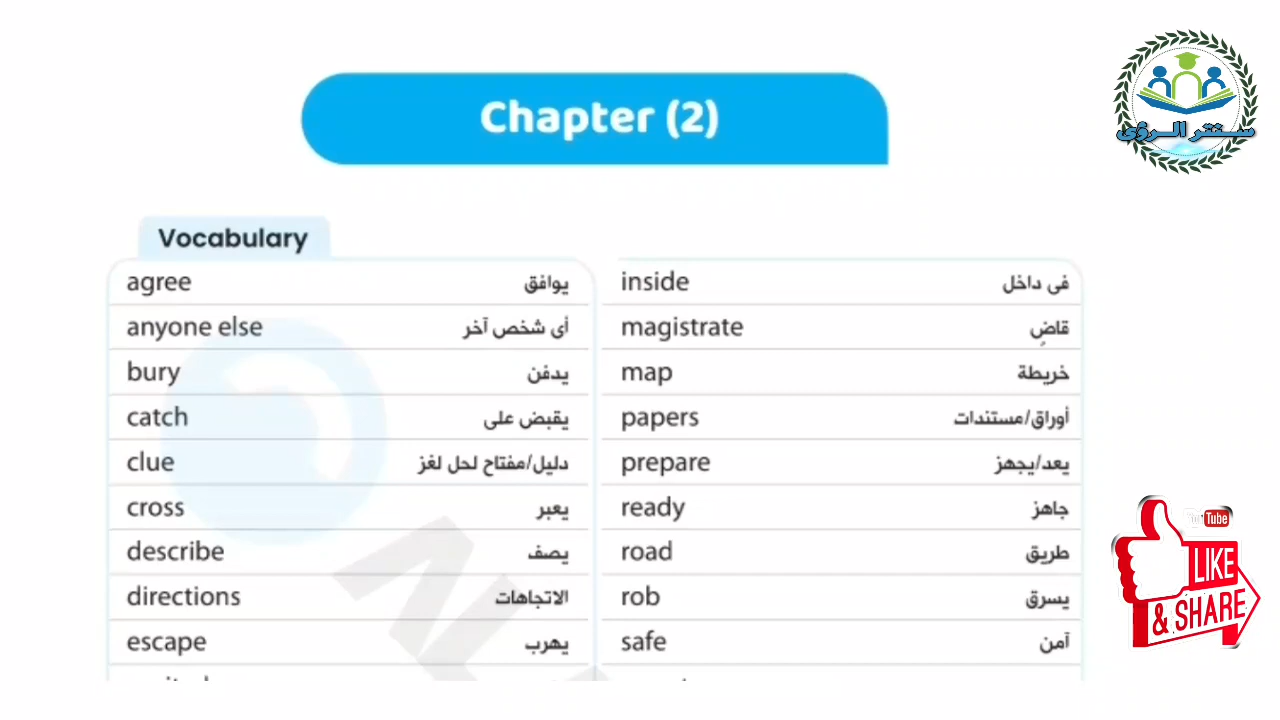 Chapter (2)
سنتر الرؤى
Vocabulary
agree يوافق
anyone else أى شخص آخر
bury يدفن
catch يقبض على
clue دليل/مفتاح لحل لغز
cross يعبر
describe يصف
directions الاتجاهات
escape يهرب
inside فى داخل
magistrate قاضٍ
map خريطة
papers أوراق/مستندات
prepare يعد/يجهز
ready جاهز
road طريق
rob يسرق
safe آمن
YouTube
LIKE
& SHARE